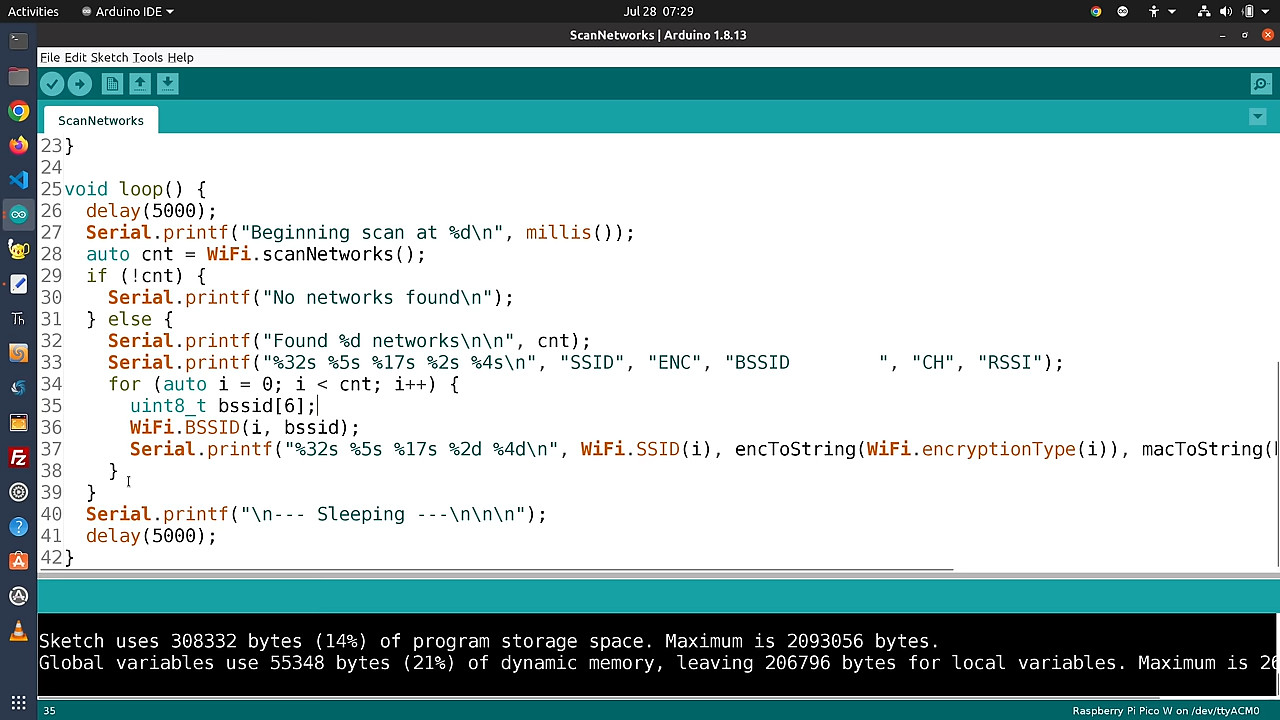 Activities Arduino IDE Jul 28 07:29
ScanNetworks | Arduino 1.8.13
File Edit Sketch Tools Help
ScanNetworks
23 }
24
25 void loop() {
26   delay(5000);
27   Serial.printf("Beginning scan at %d\n", millis());
28   auto cnt = WiFi.scanNetworks();
29   if (!cnt) {
30     Serial.printf("No networks found\n");
31   } else {
32     Serial.printf("Found %d networks\n\n", cnt);
33     Serial.printf("%32s %5s %17s %2s %4s\n", "SSID", "ENC", "BSSID        ", "CH", "RSSI");
34     for (auto i = 0; i < cnt; i++) {
35       uint8_t bssid[6];
36       WiFi.BSSID(i, bssid);
37       Serial.printf("%32s %5s %17s %2d %4d\n", WiFi.SSID(i), encToString(WiFi.encryptionType(i)), macToString(
38     }
39   }
40   Serial.printf("\n--- Sleeping ---\n\n\n");
41   delay(5000);
42 }
Sketch uses 308332 bytes (14%) of program storage space. Maximum is 2093056 bytes.
Global variables use 55348 bytes (21%) of dynamic memory, leaving 206796 bytes for local variables. Maximum is 26
35 Raspberry Pi Pico W on /dev/ttyACM0